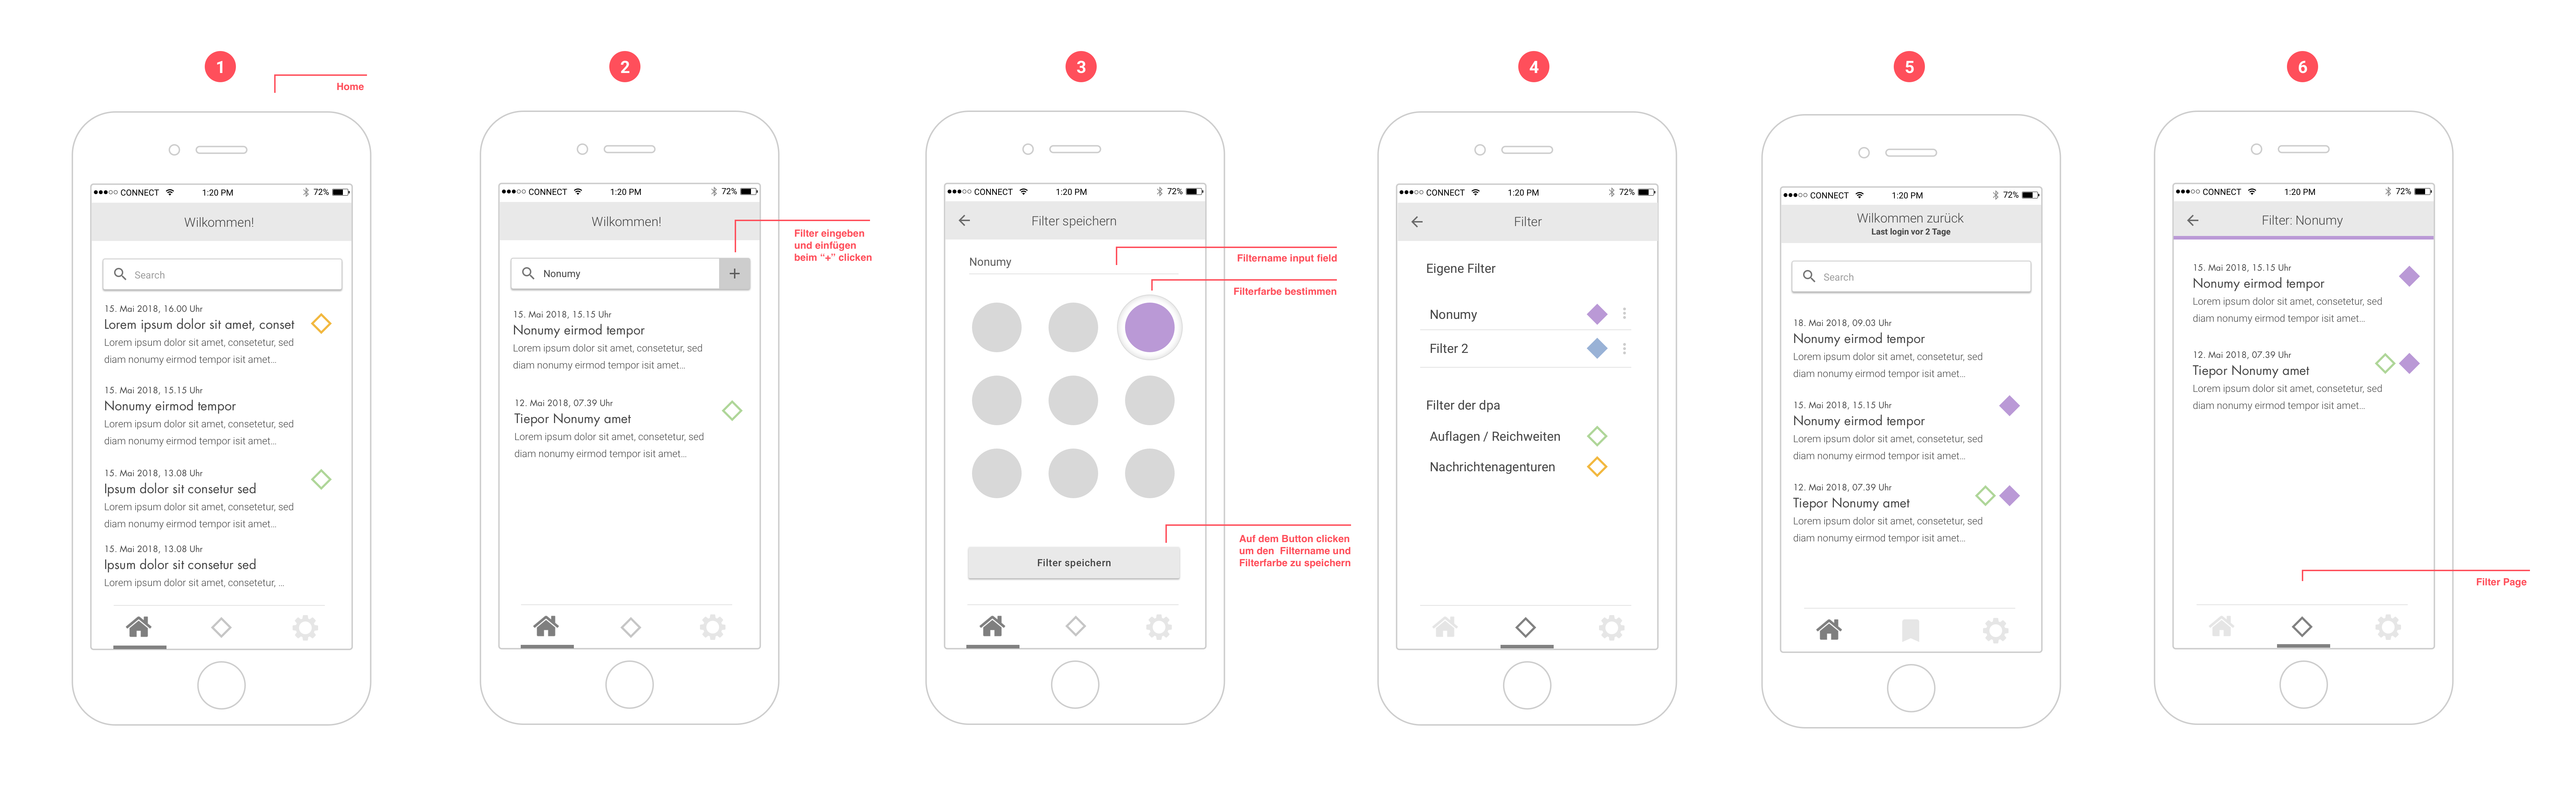 1
Home
CONNECT 1:20 PM 72%
Wilkommen!
Search
15. Mai 2018, 16.00 Uhr
Lorem ipsum dolor sit amet, conset
Lorem ipsum dolor sit amet, consetetur, sed
diam nonumy eirmod tempor isit amet...
15. Mai 2018, 15.15 Uhr
Nonumy eirmod tempor
Lorem ipsum dolor sit amet, consetetur, sed
diam nonumy eirmod tempor isit amet...
15. Mai 2018, 13.08 Uhr
Ipsum dolor sit consetur sed
Lorem ipsum dolor sit amet, consetetur, sed
diam nonumy eirmod tempor isit amet...
15. Mai 2018, 13.08 Uhr
Ipsum dolor sit consetur sed
Lorem ipsum dolor sit amet, consetetur, ...
2
CONNECT 1:20 PM 72%
Wilkommen!
Nonumy +
Filter eingeben
und einfügen
beim “+” clicken
15. Mai 2018, 15.15 Uhr
Nonumy eirmod tempor
Lorem ipsum dolor sit amet, consetetur, sed
diam nonumy eirmod tempor isit amet...
12. Mai 2018, 07.39 Uhr
Tiepor Nonumy amet
Lorem ipsum dolor sit amet, consetetur, sed
diam nonumy eirmod tempor isit amet...
3
CONNECT 1:20 PM 72%
Filter speichern
Nonumy
Filtername input field
Filterfarbe bestimmen
Auf dem Button clicken
um den Filtername und
Filterfarbe zu speichern
Filter speichern
4
CONNECT 1:20 PM 72%
Filter
Eigene Filter
Nonumy
Filter 2
Filter der dpa
Auflagen / Reichweiten
Nachrichtenagenturen
5
CONNECT 1:20 PM 72%
Wilkommen zurück
Last login vor 2 Tage
Search
18. Mai 2018, 09.03 Uhr
Nonumy eirmod tempor
Lorem ipsum dolor sit amet, consetetur, sed
diam nonumy eirmod tempor isit amet...
15. Mai 2018, 15.15 Uhr
Nonumy eirmod tempor
Lorem ipsum dolor sit amet, consetetur, sed
diam nonumy eirmod tempor isit amet...
12. Mai 2018, 07.39 Uhr
Tiepor Nonumy amet
Lorem ipsum dolor sit amet, consetetur, sed
diam nonumy eirmod tempor isit amet...
6
CONNECT 1:20 PM 72%
Filter: Nonumy
15. Mai 2018, 15.15 Uhr
Nonumy eirmod tempor
Lorem ipsum dolor sit amet, consetetur, sed
diam nonumy eirmod tempor isit amet...
12. Mai 2018, 07.39 Uhr
Tiepor Nonumy amet
Lorem ipsum dolor sit amet, consetetur, sed
diam nonumy eirmod tempor isit amet...
Filter Page